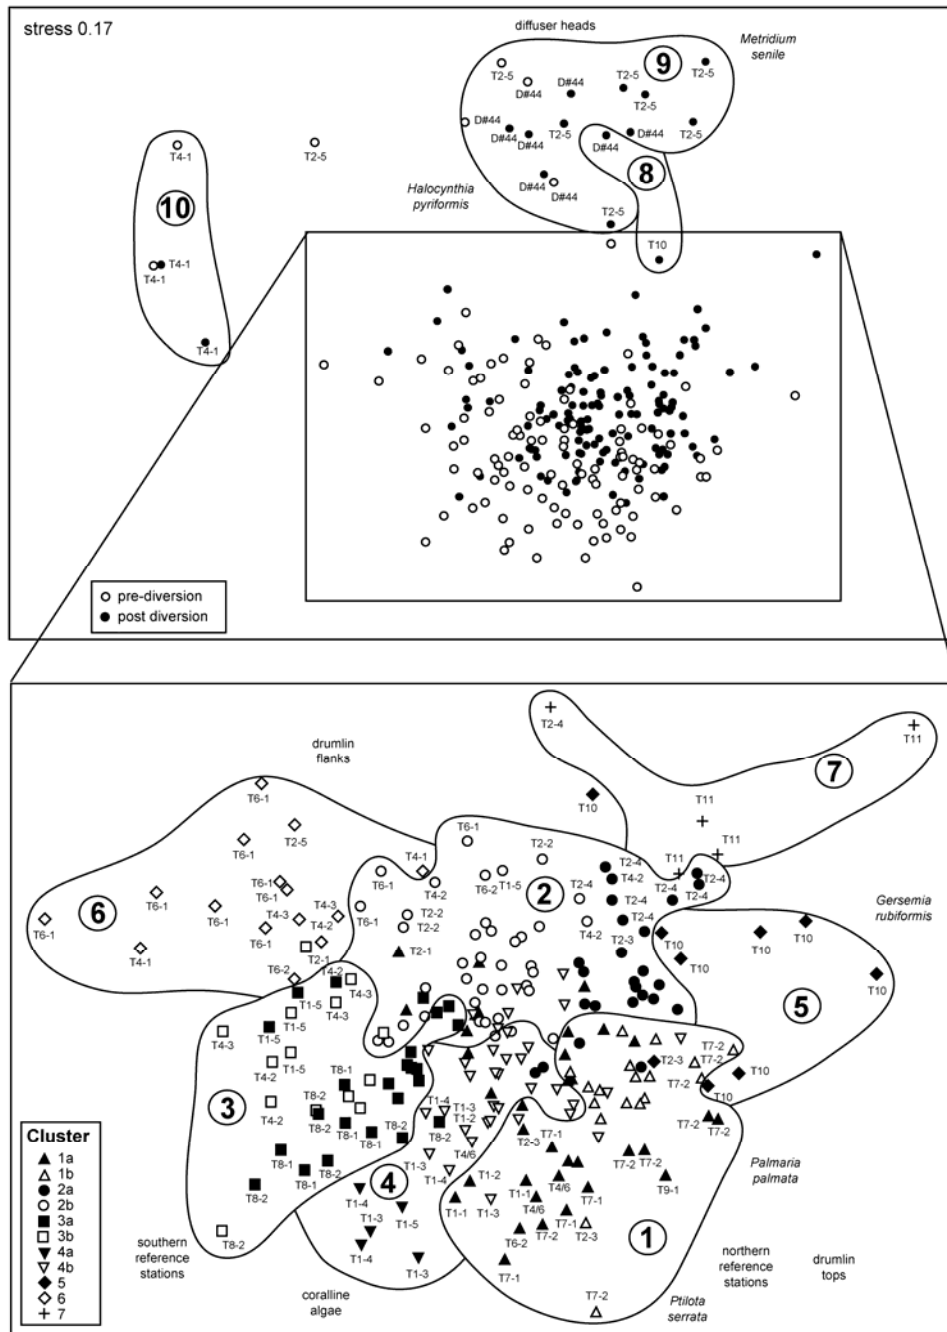 stress 0.17
diffuser heads
Metridium
senile
9
T2-5
T2-5
T2-5
D#44
D#44
T2-5
D#44
T2-5
D#44
T2-5
D#44
D#44
D#44
T4-1
T2-5
8
10
D#44
D#44
Halocynthia
pyriformis
T2-5
T10
T4-1
T4-1
T4-1
pre-diversion
post diversion
T2-4
T11
drumlin
flanks
7
T6-1
T10
T11
T6-1
T2-2
T11
T2-5
T4-1
T11
T2-4
T6-1
T6-2
T1-5
T4-2
T2-4
T6-1
T4-2
2
T2-4
T2-4
T2-4
T6-1
T6-1
Gersemia
rubiformis
6
T6-1
T6-1
T4-3
T6-1
T2-2
T2-4
T6-1
T4-2
T2-2
T4-2
T6-1
T2-3
T10
T2-1
T2-1
T4-1
T10
T6-2
T4-2
T4-3
T10
T1-5
5
T4-3
T4-3
T1-5
T1-5
T7-2
T2-3
T7-2
T4-2
T1-5
T8-1
T7-2
T10
T10
3
T8-2
T1-4
T1-3
T4-2
T8-2
T1-2
T8-2
T7-2
T8-1
T8-2
T2-3
T7-1
T8-1
T4/6
Cluster
1a
1b
2a
2b
3a
3b
4a
4b
5
6
7
T8-1
T8-2
T1-3
T7-2
T7-2
Palmaria
palmata
T8-1
4
T1-4
T1-2
T8-2
T1-4
T1-1
T4/6
T7-1
T9-1
T1-3
T1-5
T1-1
T1-3
T4/6
T7-1
T8-2
T1-4
T6-2
T7-2
T2-3
1
southern
reference
stations
T1-3
T7-1
northern
reference
stations
drumlin
tops
coralline
algae
T7-2
Ptilota
serrata